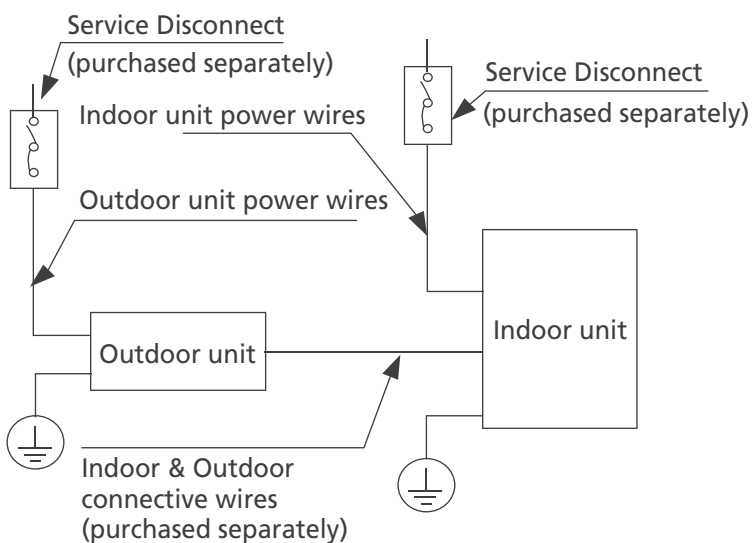 Service Disconnect
(purchased separately)
Service Disconnect
(purchased separately)
Indoor unit power wires
Outdoor unit power wires
Indoor unit
Outdoor unit
Indoor & Outdoor
connective wires
(purchased separately)